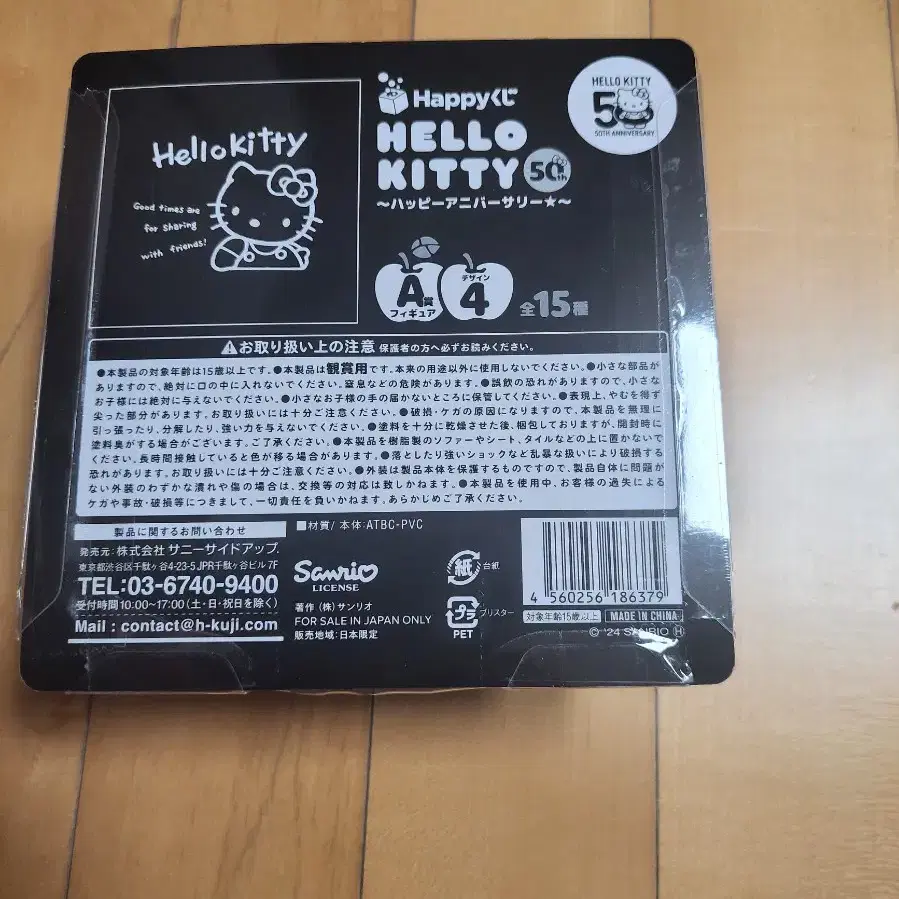 Hello Kitty
Good times are
for sharing
with friends!
Happyくじ
HELLO
KITTY 50th
～ハッピーアニバーサリー★～
HELLO KITTY
50
50TH ANNIVERSARY
A賞
フィギュア
デザイン
4
全15種
⚠お取り扱い上の注意 保護者の方へ必ずお読みください。
●本製品の対象年齢は15歳以上です。●本製品は観賞用です。本来の用途以外に使用しないでください。●小さな部品が
ありますので、絶対に口の中に入れないでください。窒息などの危険があります。●誤飲の恐れがありますので、小さな
お子様には絶対に与えないでください。●小さなお子様の手の届かないところに保管してください。●表現上、やむを得ず
尖った部分があります。お取り扱いには十分ご注意ください。●破損・ケガの原因になりますので、本製品を無理に
引っ張ったり、分解したり、強い力を与えないでください。●塗料を十分に乾燥させた後、梱包しておりますが、開封時に
塗料臭がする場合がございます。ご了承ください。●本製品を樹脂製のソファーやシート、タイルなどの上に置かないで
ください。長時間接触していると色が移る場合があります。●落としたり強いショックなど乱暴な扱いにより破損する
恐れがあります。お取り扱いには十分ご注意ください。●外装は製品本体を保護するものですので、製品自体に問題が
ない外装のわずかな潰れや傷の場合は、交換等の対応は致しかねます。●本製品を使用中、お客様の過失による
ケガや事故・破損等につきまして、一切責任を負いかねます。あらかじめご了承ください。
製品に関するお問い合わせ
発売元：株式会社 サニーサイドアップ
東京都渋谷区千駄ヶ谷4-23-5 JPR千駄ヶ谷ビル 7F
TEL:03-6740-9400
受付時間 10:00〜17:00（土・日・祝日を除く）
Mail : contact@h-kuji.com
■材質/ 本体:ATBC-PVC
Sanrio
LICENSE
著作（株）サンリオ
FOR SALE IN JAPAN ONLY
販売地域：日本限定
紙 台紙
プラ ブリスター
PET
4 560256 186379
対象年齢15歳以上 MADE IN CHINA
© '24 SANRIO Ⓗ